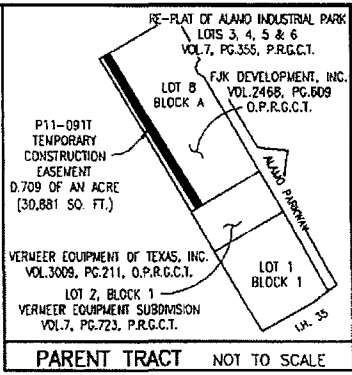 RE-PLAT OF ALAMO INDUSTRIAL PARK
LOTS 3, 4, 5 & 6
VOL.7, PG.355, P.R.G.C.T.
FJK DEVELOPMENT, INC.
VOL.2468, PG.609
O.P.R.G.C.T.
LOT 8
BLOCK A
P11-091T
TEMPORARY
CONSTRUCTION
EASEMENT
0.709 OF AN ACRE
(30,881 SQ. FT.)
ALAMO PARKWAY
VERMEER EQUIPMENT OF TEXAS, INC.
VOL.3009, PG.211, O.P.R.G.C.T.
LOT 2, BLOCK 1
VERMEER EQUIPMENT SUBDIVISION
VOL.7, PG.723, P.R.G.C.T.
LOT 1
BLOCK 1
I.H. 35
PARENT TRACT NOT TO SCALE